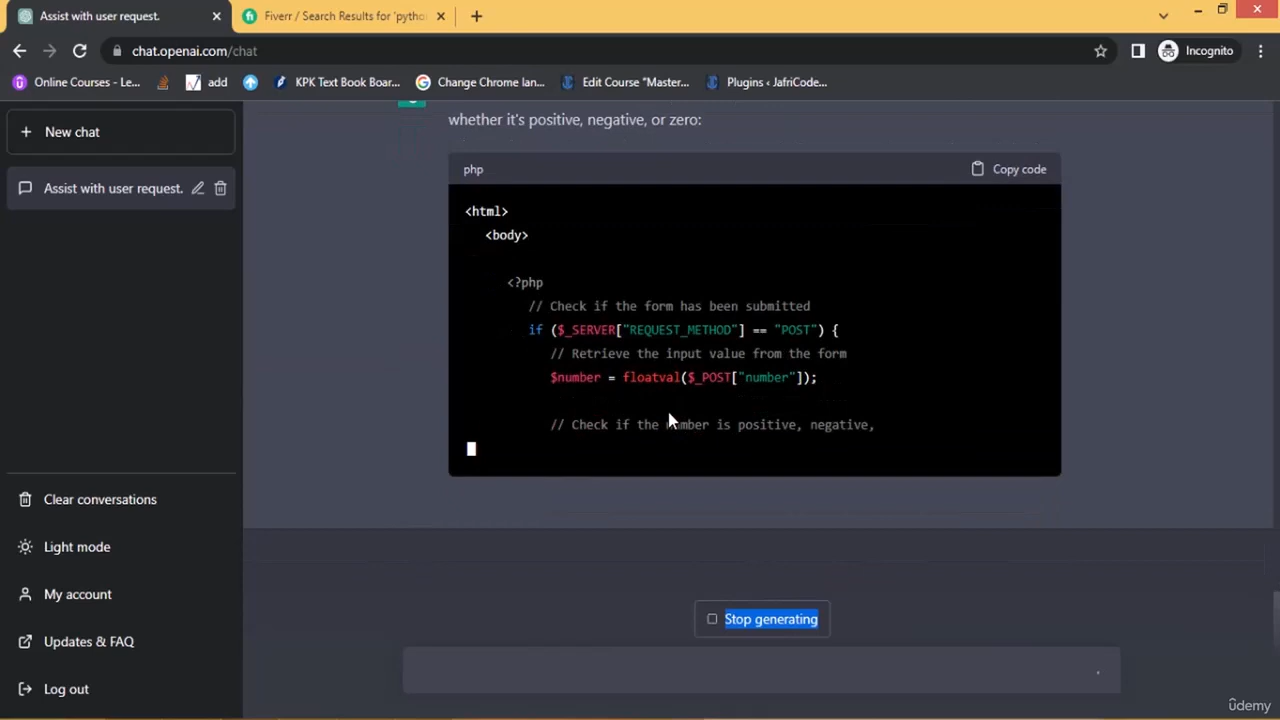 Assist with user request.
Fiverr / Search Results for 'pytho
chat.openai.com/chat
Incognito
Online Courses - Le...
add
KPK Text Book Boar...
Change Chrome lan...
Edit Course "Master...
Plugins ‹ JafriCode...
New chat
whether it's positive, negative, or zero:
Assist with user request.
php
Copy code
<html>
<body>
<?php
// Check if the form has been submitted
if ($_SERVER["REQUEST_METHOD"] == "POST") {
// Retrieve the input value from the form
$number = floatval($_POST["number"]);
// Check if the number is positive, negative,
Clear conversations
Light mode
My account
Updates & FAQ
Log out
Stop generating
ûdemy